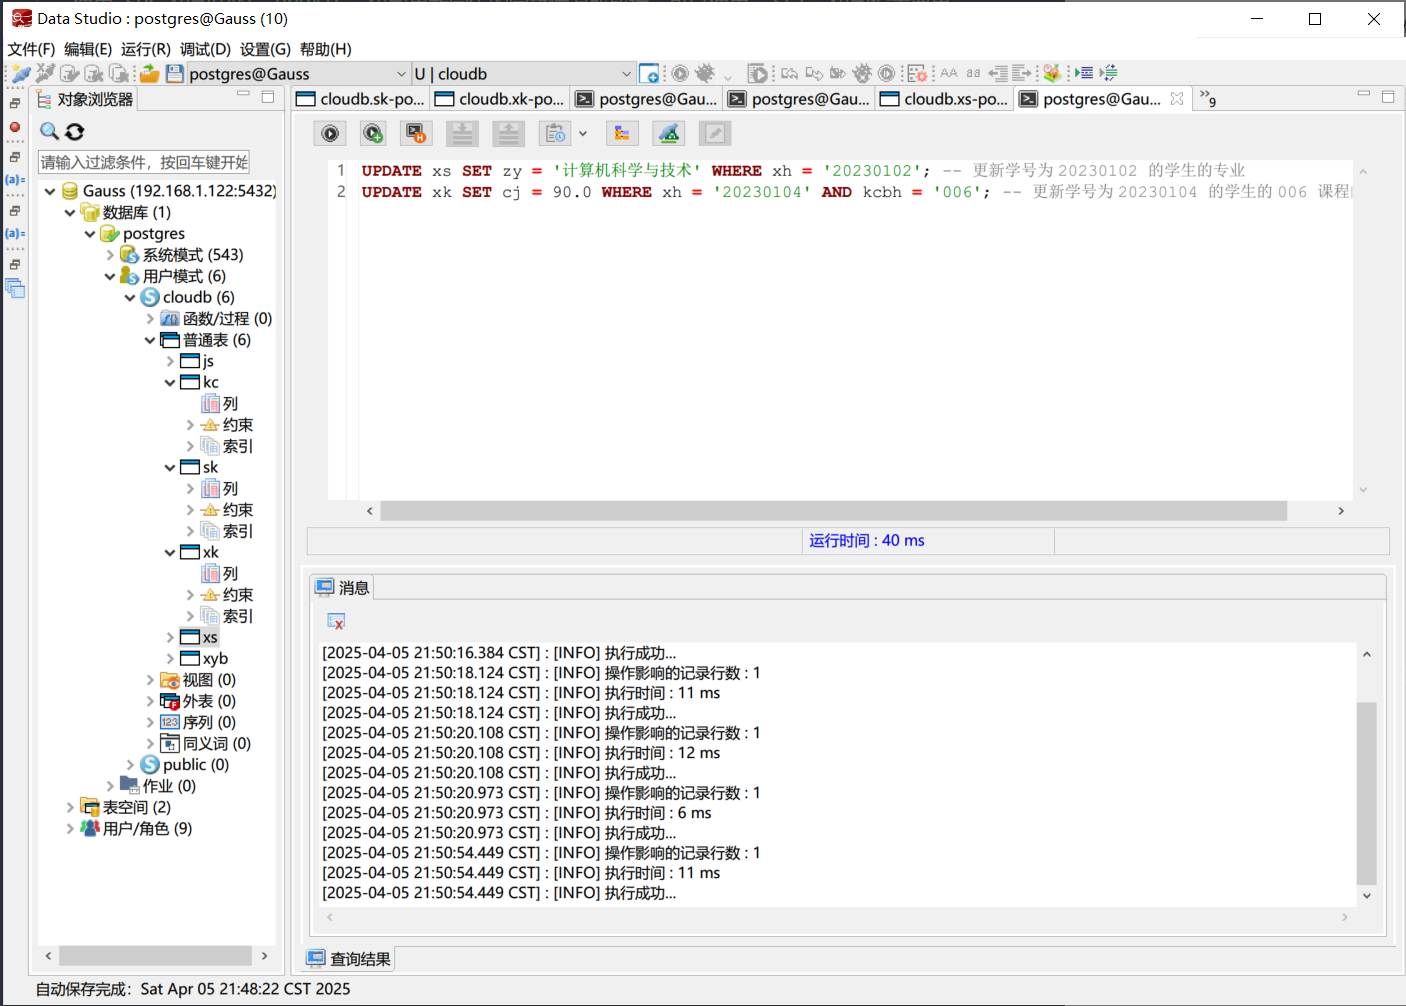 Data Studio : postgres@Gauss (10)
文件(F) 编辑(E) 运行(R) 调试(D) 设置(G) 帮助(H)
postgres@Gauss
U | cloudb
对象浏览器
请输入过滤条件，按回车键开始
Gauss (192.168.1.122:5432)
数据库 (1)
postgres
系统模式 (543)
用户模式 (6)
cloudb (6)
函数/过程 (0)
普通表 (6)
js
kc
列
约束
索引
sk
列
约束
索引
xk
列
约束
索引
xs
xyb
视图 (0)
外表 (0)
序列 (0)
同义词 (0)
public (0)
作业 (0)
表空间 (2)
用户/角色 (9)
cloudb.sk-po... cloudb.xk-po... postgres@Gau... postgres@Gau... cloudb.xs-po... postgres@Gau... »9
1 UPDATE xs SET zy = '计算机科学与技术' WHERE xh = '20230102'; -- 更新学号为 20230102 的学生的专业
2 UPDATE xk SET cj = 90.0 WHERE xh = '20230104' AND kcbh = '006'; -- 更新学号为 20230104 的学生的 006 课程
运行时间 : 40 ms
消息
[2025-04-05 21:50:16.384 CST] : [INFO] 执行成功...
[2025-04-05 21:50:18.124 CST] : [INFO] 操作影响的记录行数 : 1
[2025-04-05 21:50:18.124 CST] : [INFO] 执行时间 : 11 ms
[2025-04-05 21:50:18.124 CST] : [INFO] 执行成功...
[2025-04-05 21:50:20.108 CST] : [INFO] 操作影响的记录行数 : 1
[2025-04-05 21:50:20.108 CST] : [INFO] 执行时间 : 12 ms
[2025-04-05 21:50:20.108 CST] : [INFO] 执行成功...
[2025-04-05 21:50:20.973 CST] : [INFO] 操作影响的记录行数 : 1
[2025-04-05 21:50:20.973 CST] : [INFO] 执行时间 : 6 ms
[2025-04-05 21:50:20.973 CST] : [INFO] 执行成功...
[2025-04-05 21:50:54.449 CST] : [INFO] 操作影响的记录行数 : 1
[2025-04-05 21:50:54.449 CST] : [INFO] 执行时间 : 11 ms
[2025-04-05 21:50:54.449 CST] : [INFO] 执行成功...
查询结果
自动保存完成：Sat Apr 05 21:48:22 CST 2025